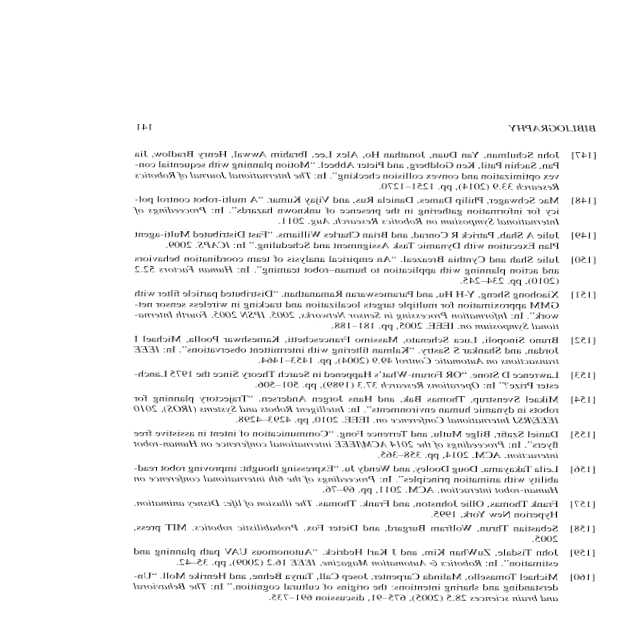 BIBLIOGRAPHY 141
[147] John Schulman, Yan Duan, Jonathan Ho, Alex Lee, Ibrahim Awwal, Henry Bradlow, Jia
Pan, Sachin Patil, Ken Goldberg, and Pieter Abbeel. “Motion planning with sequential con-
vex optimization and convex collision checking”. In: The International Journal of Robotics
Research 33.9 (2014), pp. 1251–1270.
[148] Mac Schwager, Philip Dames, Daniela Rus, and Vijay Kumar. “A multi-robot control pol-
icy for information gathering in the presence of unknown hazards”. In: Proceedings of
International Symposium on Robotics Research, Aug. 2011.
[149] Julie A Shah, Patrick R Conrad, and Brian Charles Williams. “Fast Distributed Multi-agent
Plan Execution with Dynamic Task Assignment and Scheduling.” In: ICAPS. 2009.
[150] Julie Shah and Cynthia Breazeal. “An empirical analysis of team coordination behaviors
and action planning with application to human–robot teaming”. In: Human Factors 52.2
(2010), pp. 234–245.
[151] Xiaohong Sheng, Y-H Hu, and Parameswaran Ramanathan. “Distributed particle filter with
GMM approximation for multiple targets localization and tracking in wireless sensor net-
work”. In: Information Processing in Sensor Networks, 2005. IPSN 2005. Fourth Interna-
tional Symposium on. IEEE. 2005, pp. 181–188.
[152] Bruno Sinopoli, Luca Schenato, Massimo Franceschetti, Kameshwar Poolla, Michael I
Jordan, and Shankar S Sastry. “Kalman filtering with intermittent observations”. In: IEEE
transactions on Automatic Control 49.9 (2004), pp. 1453–1464.
[153] Lawrence D Stone. “OR Forum–What’s Happened in Search Theory Since the 1975 Lanch-
ester Prize?” In: Operations Research 37.3 (1989), pp. 501–506.
[154] Mikael Svenstrup, Thomas Bak, and Hans Jorgen Andersen. “Trajectory planning for
robots in dynamic human environments”. In: Intelligent Robots and Systems (IROS), 2010
IEEE/RSJ International Conference on. IEEE. 2010, pp. 4293–4298.
[155] Daniel Szafir, Bilge Mutlu, and Terrence Fong. “Communication of intent in assistive free
flyers”. In: Proceedings of the 2014 ACM/IEEE international conference on Human-robot
interaction. ACM. 2014, pp. 358–365.
[156] Leila Takayama, Doug Dooley, and Wendy Ju. “Expressing thought: improving robot read-
ability with animation principles”. In: Proceedings of the 6th international conference on
Human-robot interaction. ACM. 2011, pp. 69–76.
[157] Frank Thomas, Ollie Johnston, and Frank. Thomas. The illusion of life: Disney animation.
Hyperion New York, 1995.
[158] Sebastian Thrun, Wolfram Burgard, and Dieter Fox. Probabilistic robotics. MIT press,
2005.
[159] John Tisdale, ZuWhan Kim, and J Karl Hedrick. “Autonomous UAV path planning and
estimation”. In: Robotics & Automation Magazine, IEEE 16.2 (2009), pp. 35–42.
[160] Michael Tomasello, Malinda Carpenter, Josep Call, Tanya Behne, and Henrike Moll. “Un-
derstanding and sharing intentions: the origins of cultural cognition.” In: The Behavioral
and brain sciences 28.5 (2005), 675–91, discussion 691–735.